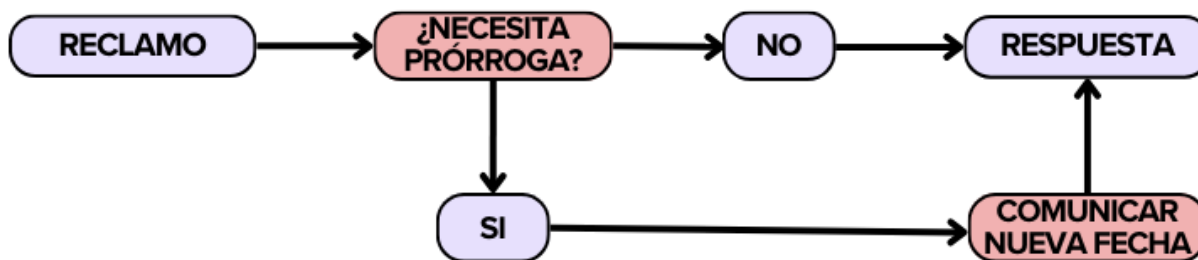 RECLAMO
¿NECESITA
PRÓRROGA?
NO
RESPUESTA
SI
COMUNICAR
NUEVA FECHA